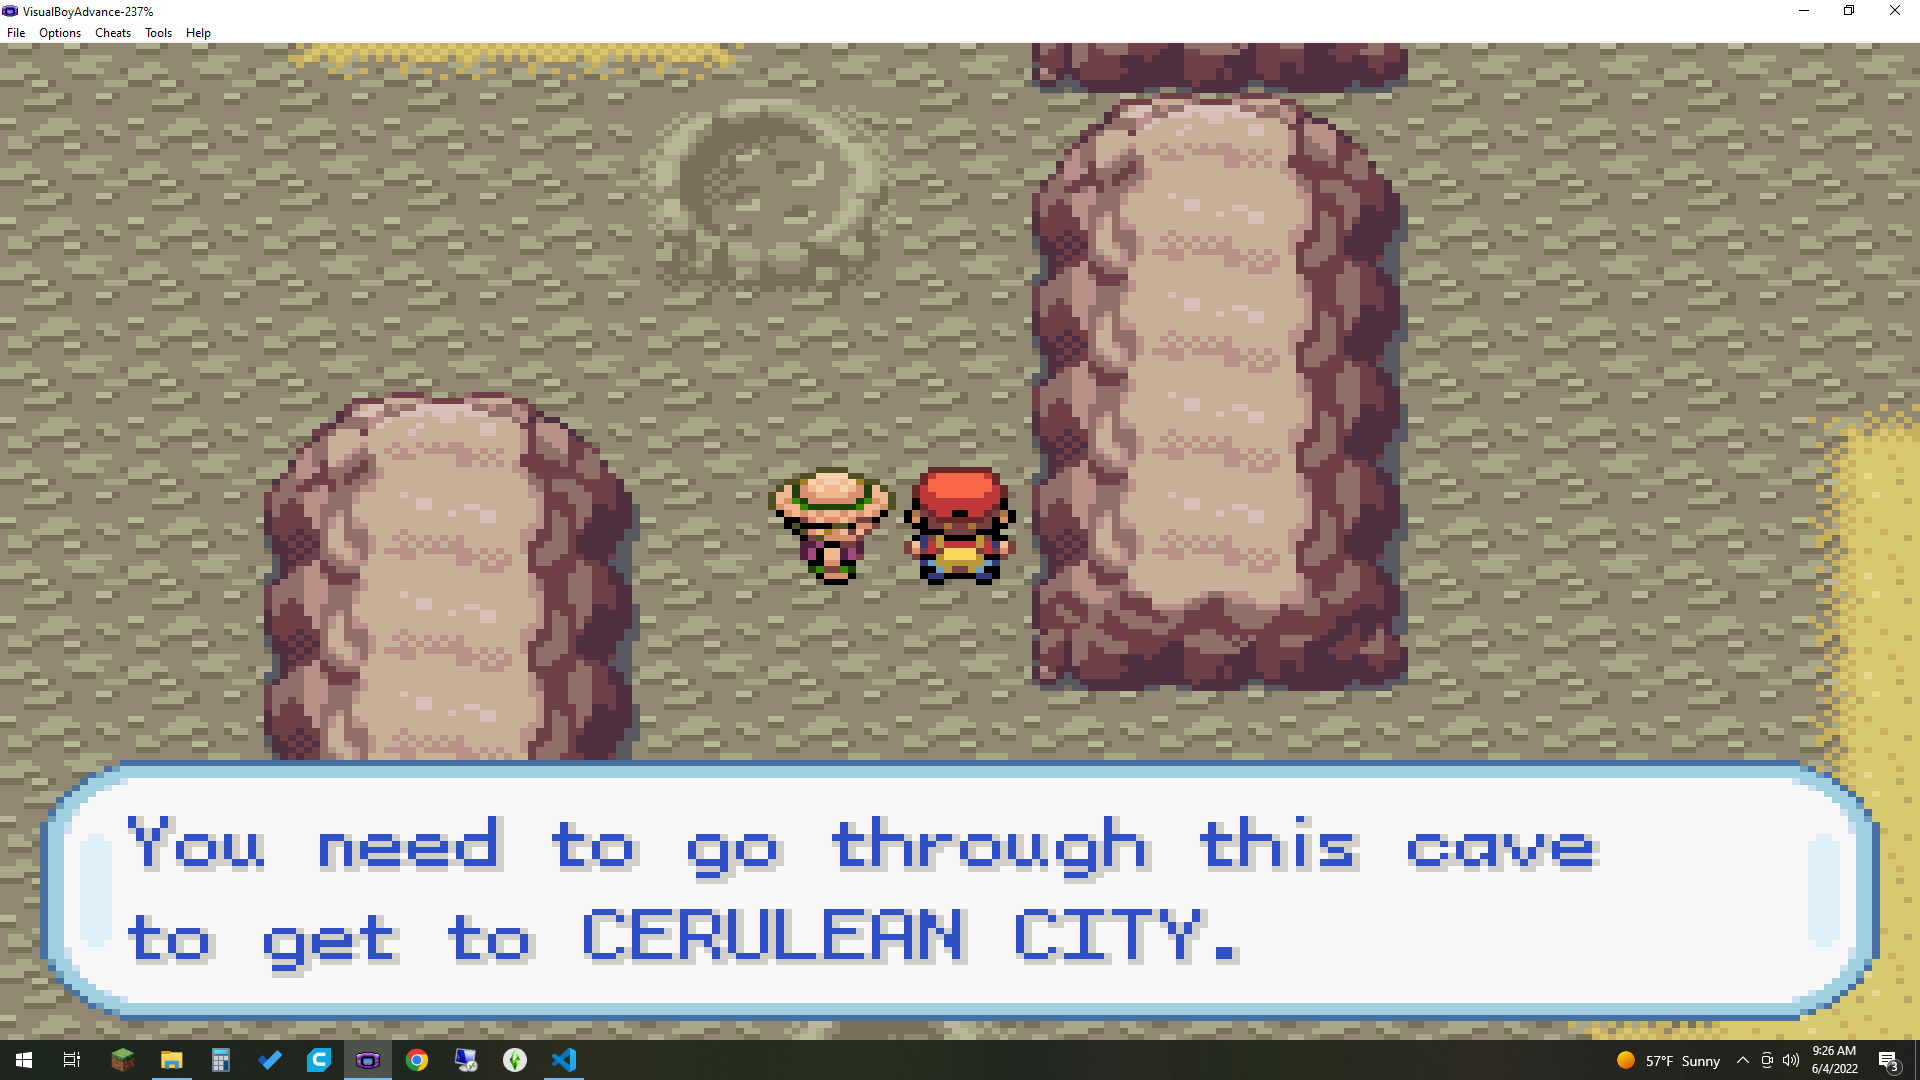 VisualBoyAdvance-237%
File Options Cheats Tools Help
You need to go through this cave
to get to CERULEAN CITY.
57°F Sunny
9:26 AM
6/4/2022
3